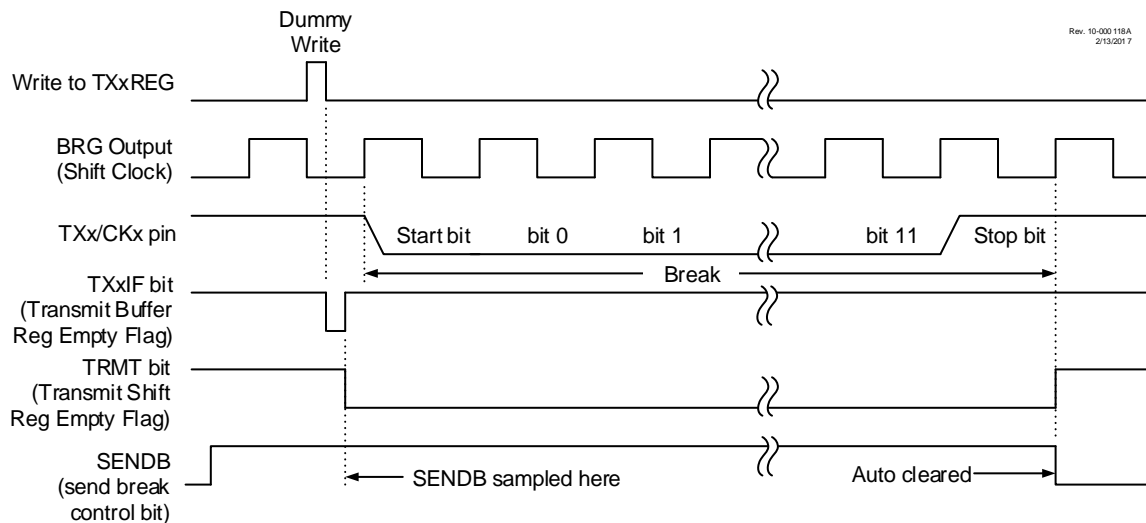 Dummy
Write
Rev. 10-000118A
2/13/2017
Write to TXxREG
BRG Output
(Shift Clock)
TXx/CKx pin
Start bit
bit 0
bit 1
bit 11
Stop bit
Break
TXxIF bit
(Transmit Buffer
Reg Empty Flag)
TRMT bit
(Transmit Shift
Reg Empty Flag)
SENDB
(send break
control bit)
SENDB sampled here
Auto cleared